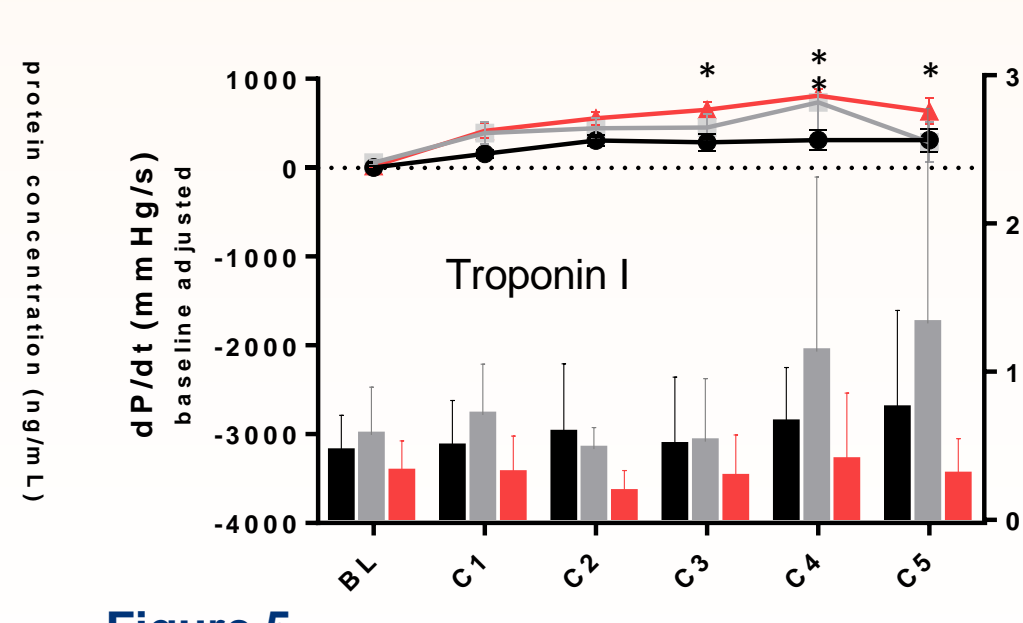 protein concentration (ng/mL)
dP/dt (mmHg/s)
baseline adjusted
1000
0
-1000
-2000
-3000
-4000
3
2
1
0
*
*
*
*
Troponin I
BL
C1
C2
C3
C4
C5
Figure 5